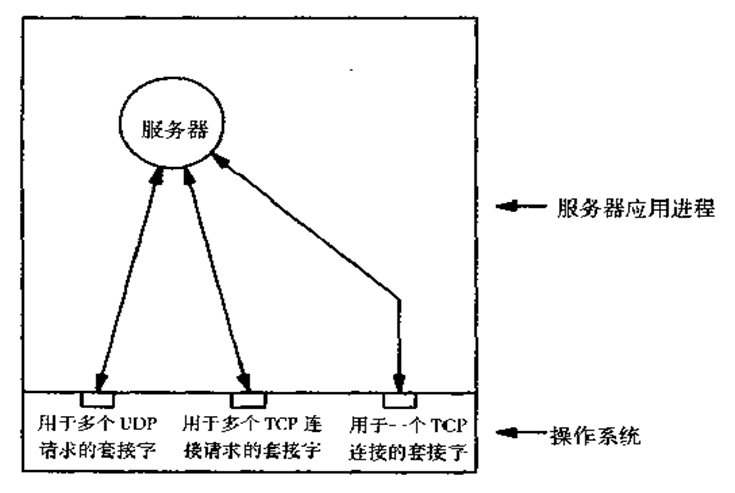 服务器
服务器应用进程
用于多个 UDP
请求的套接字
用于多个 TCP 连
接请求的套接字
用于一个 TCP
连接的套接字
操作系统